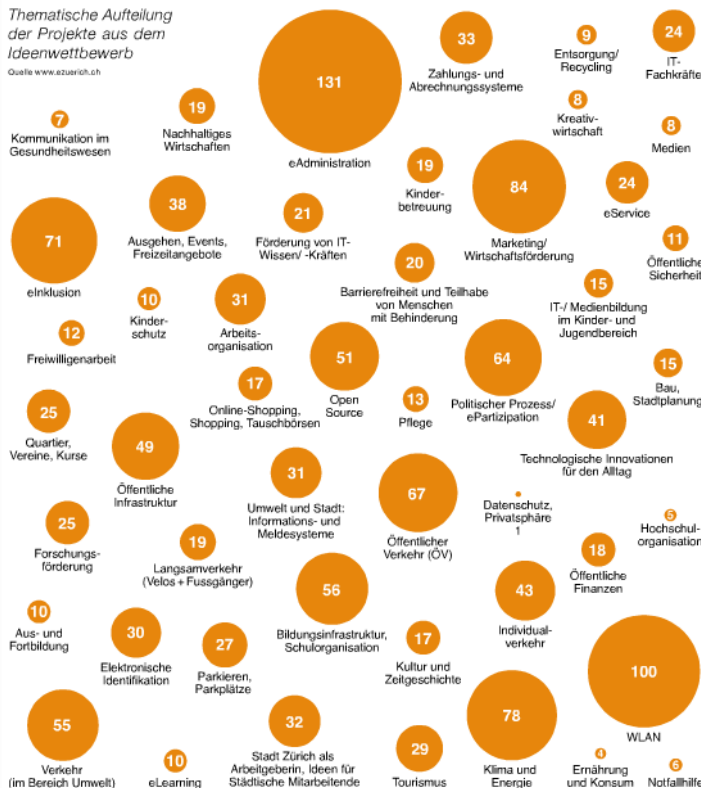 Thematische Aufteilung
der Projekte aus dem
Ideenwettbewerb
Quelle www.ezuerich.ch
131
eAdministration
33
Zahlungs- und
Abrechnungssysteme
9
Entsorgung/
Recycling
24
IT-
Fachkräfte
7
Kommunikation im
Gesundheitswesen
19
Nachhaltiges
Wirtschaften
8
Kreativ-
wirtschaft
8
Medien
19
Kinder-
betreuung
84
Marketing/
Wirtschaftsförderung
24
eService
71
eInklusion
38
Ausgehen, Events,
Freizeitangebote
21
Förderung von IT-
Wissen/ -Kräften
11
Öffentliche
Sicherheit
20
Barrierefreiheit und Teilhabe
von Menschen
mit Behinderung
15
IT-/ Medienbildung
im Kinder- und
Jugendbereich
10
Kinder-
schutz
31
Arbeits-
organisation
12
Freiwilligenarbeit
51
Open
Source
64
Politischer Prozess/
ePartizipation
15
Bau,
Stadtplanung
17
Online-Shopping,
Shopping, Tauschbörsen
13
Pflege
25
Quartier,
Vereine, Kurse
49
Öffentliche
Infrastruktur
41
Technologische Innovationen
für den Alltag
31
Umwelt und Stadt:
Informations- und
Meldesysteme
67
Öffentlicher
Verkehr (ÖV)
Datenschutz,
Privatsphäre
1
5
Hochschul-
organisation
25
Forschungs-
förderung
19
Langsamverkehr
(Velos + Fussgänger)
18
Öffentliche
Finanzen
56
Bildungsinfrastruktur,
Schulorganisation
43
Individual-
verkehr
10
Aus- und
Fortbildung
30
Elektronische
Identifikation
27
Parkieren,
Parkplätze
17
Kultur und
Zeitgeschichte
100
WLAN
55
Verkehr
(im Bereich Umwelt)
10
eLearning
32
Stadt Zürich als
Arbeitgeberin, Ideen für
Städtische Mitarbeitende
29
Tourismus
78
Klima und
Energie
4
Ernährung
und Konsum
6
Notfallhilfe